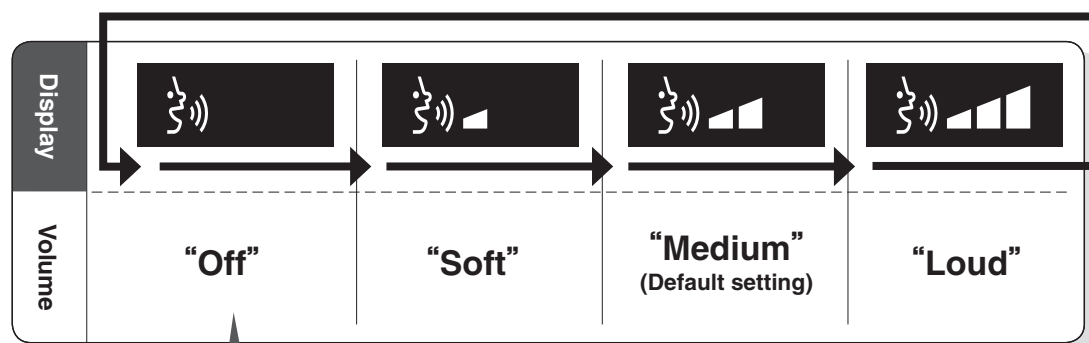 Display
Volume
“Off”
“Soft”
“Medium”
(Default setting)
“Loud”